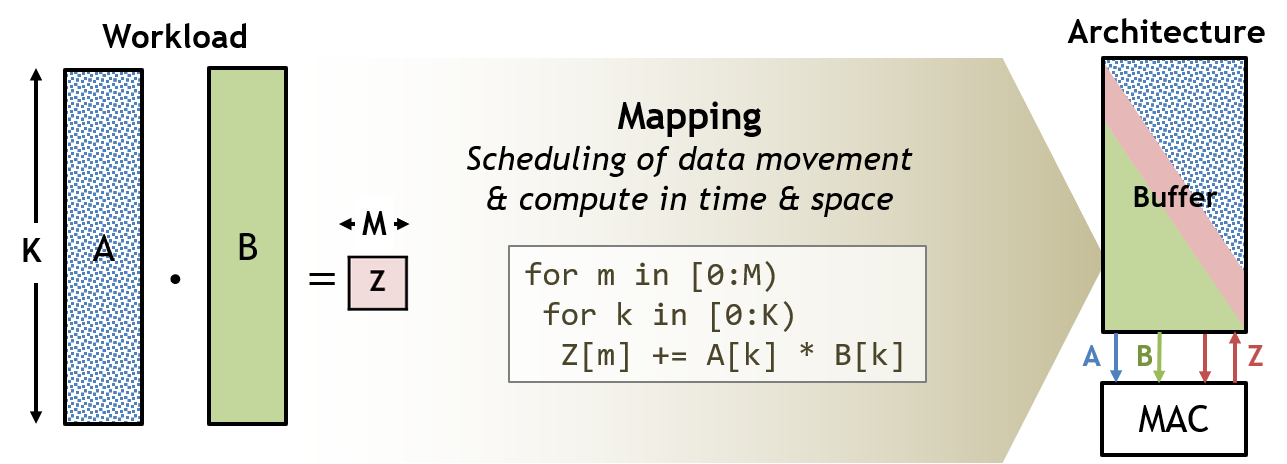 Workload
K
A
·
B
=
M
Z
Mapping
Scheduling of data movement
& compute in time & space
for m in [0:M)
for k in [0:K)
Z[m] += A[k] * B[k]
Architecture
Buffer
A
B
Z
MAC